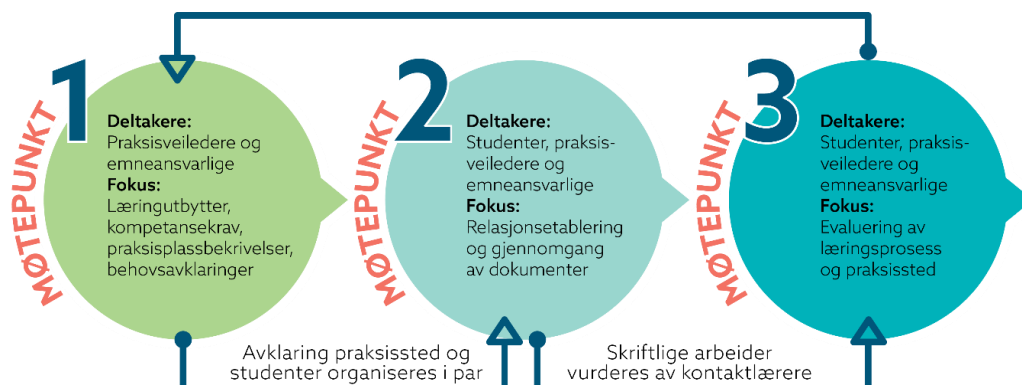 MØTEPUNKT
1
Deltakere:
Praksisveiledere og
emneansvarlige
Fokus:
Læringutbytter,
kompetansekrav,
praksisplassbekrivelser,
behovsavklaringer
MØTEPUNKT
2
Deltakere:
Studenter, praksis-
veiledere og
emneansvarlige
Fokus:
Relasjonsetablering
og gjennomgang
av dokumenter
MØTEPUNKT
3
Deltakere:
Studenter, praksis-
veiledere og
emneansvarlige
Fokus:
Evaluering av
læringsprosess
og praksissted
Avklaring praksissted og
studenter organiseres i par
Skriftlige arbeider
vurderes av kontaktlærere